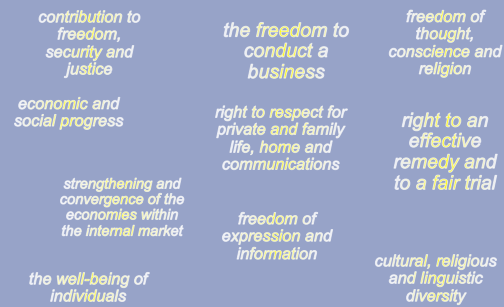 contribution to
freedom,
security and
justice
the freedom to
conduct a
business
freedom of
thought,
conscience and
religion
economic and
social progress
right to respect for
private and family
life, home and
communications
right to an
effective
remedy and
to a fair trial
strengthening and
convergence of the
economies within
the internal market
freedom of
expression and
information
the well-being of
individuals
cultural, religious
and linguistic
diversity